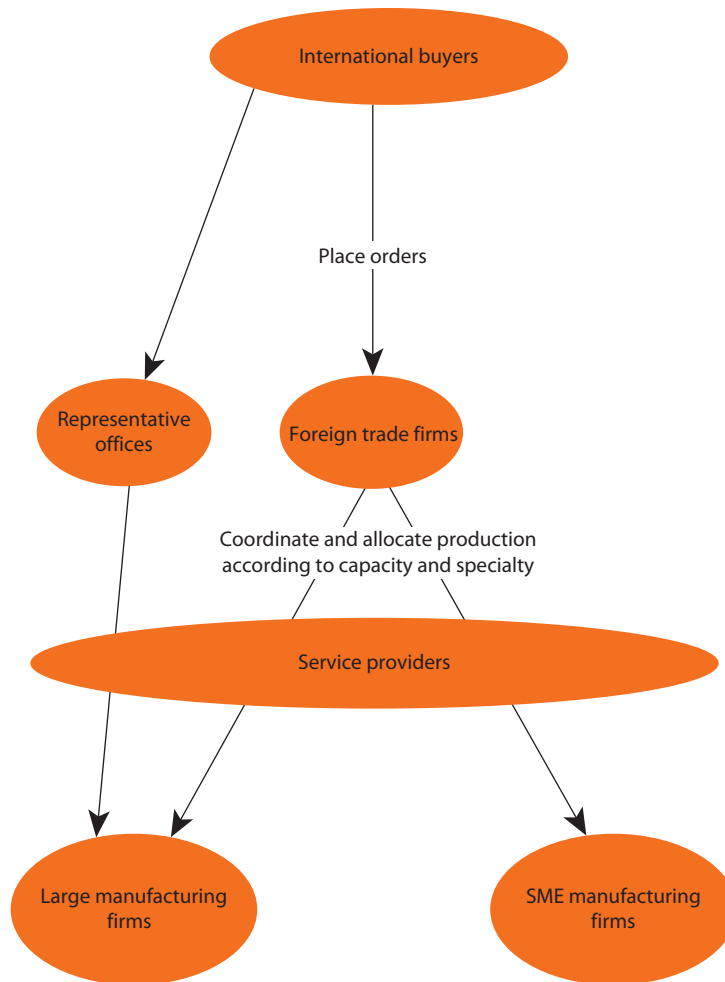 International buyers
Place orders
Representative
offices
Foreign trade firms
Coordinate and allocate production
according to capacity and specialty
Service providers
Large manufacturing
firms
SME manufacturing
firms